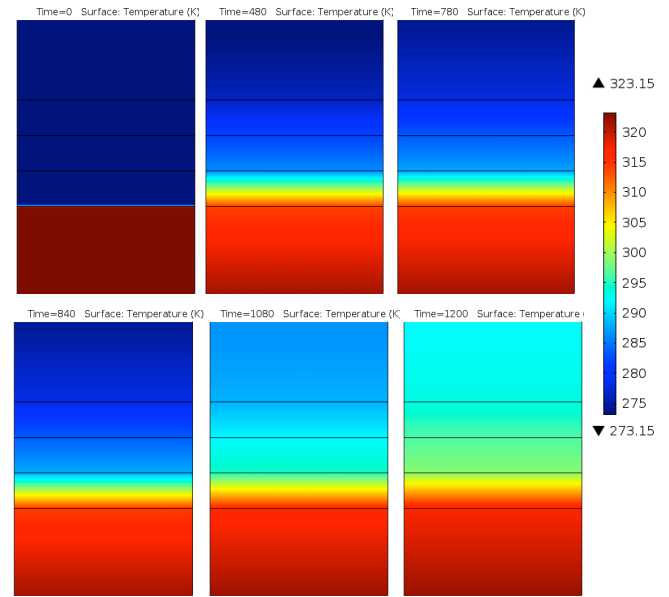 Time=0 Surface: Temperature (K)
Time=480 Surface: Temperature (K)
Time=780 Surface: Temperature (K)
▲ 323.15
320
315
310
305
300
295
290
285
280
275
▼ 273.15
Time=840 Surface: Temperature (K)
Time=1080 Surface: Temperature (K)
Time=1200 Surface: Temperature (